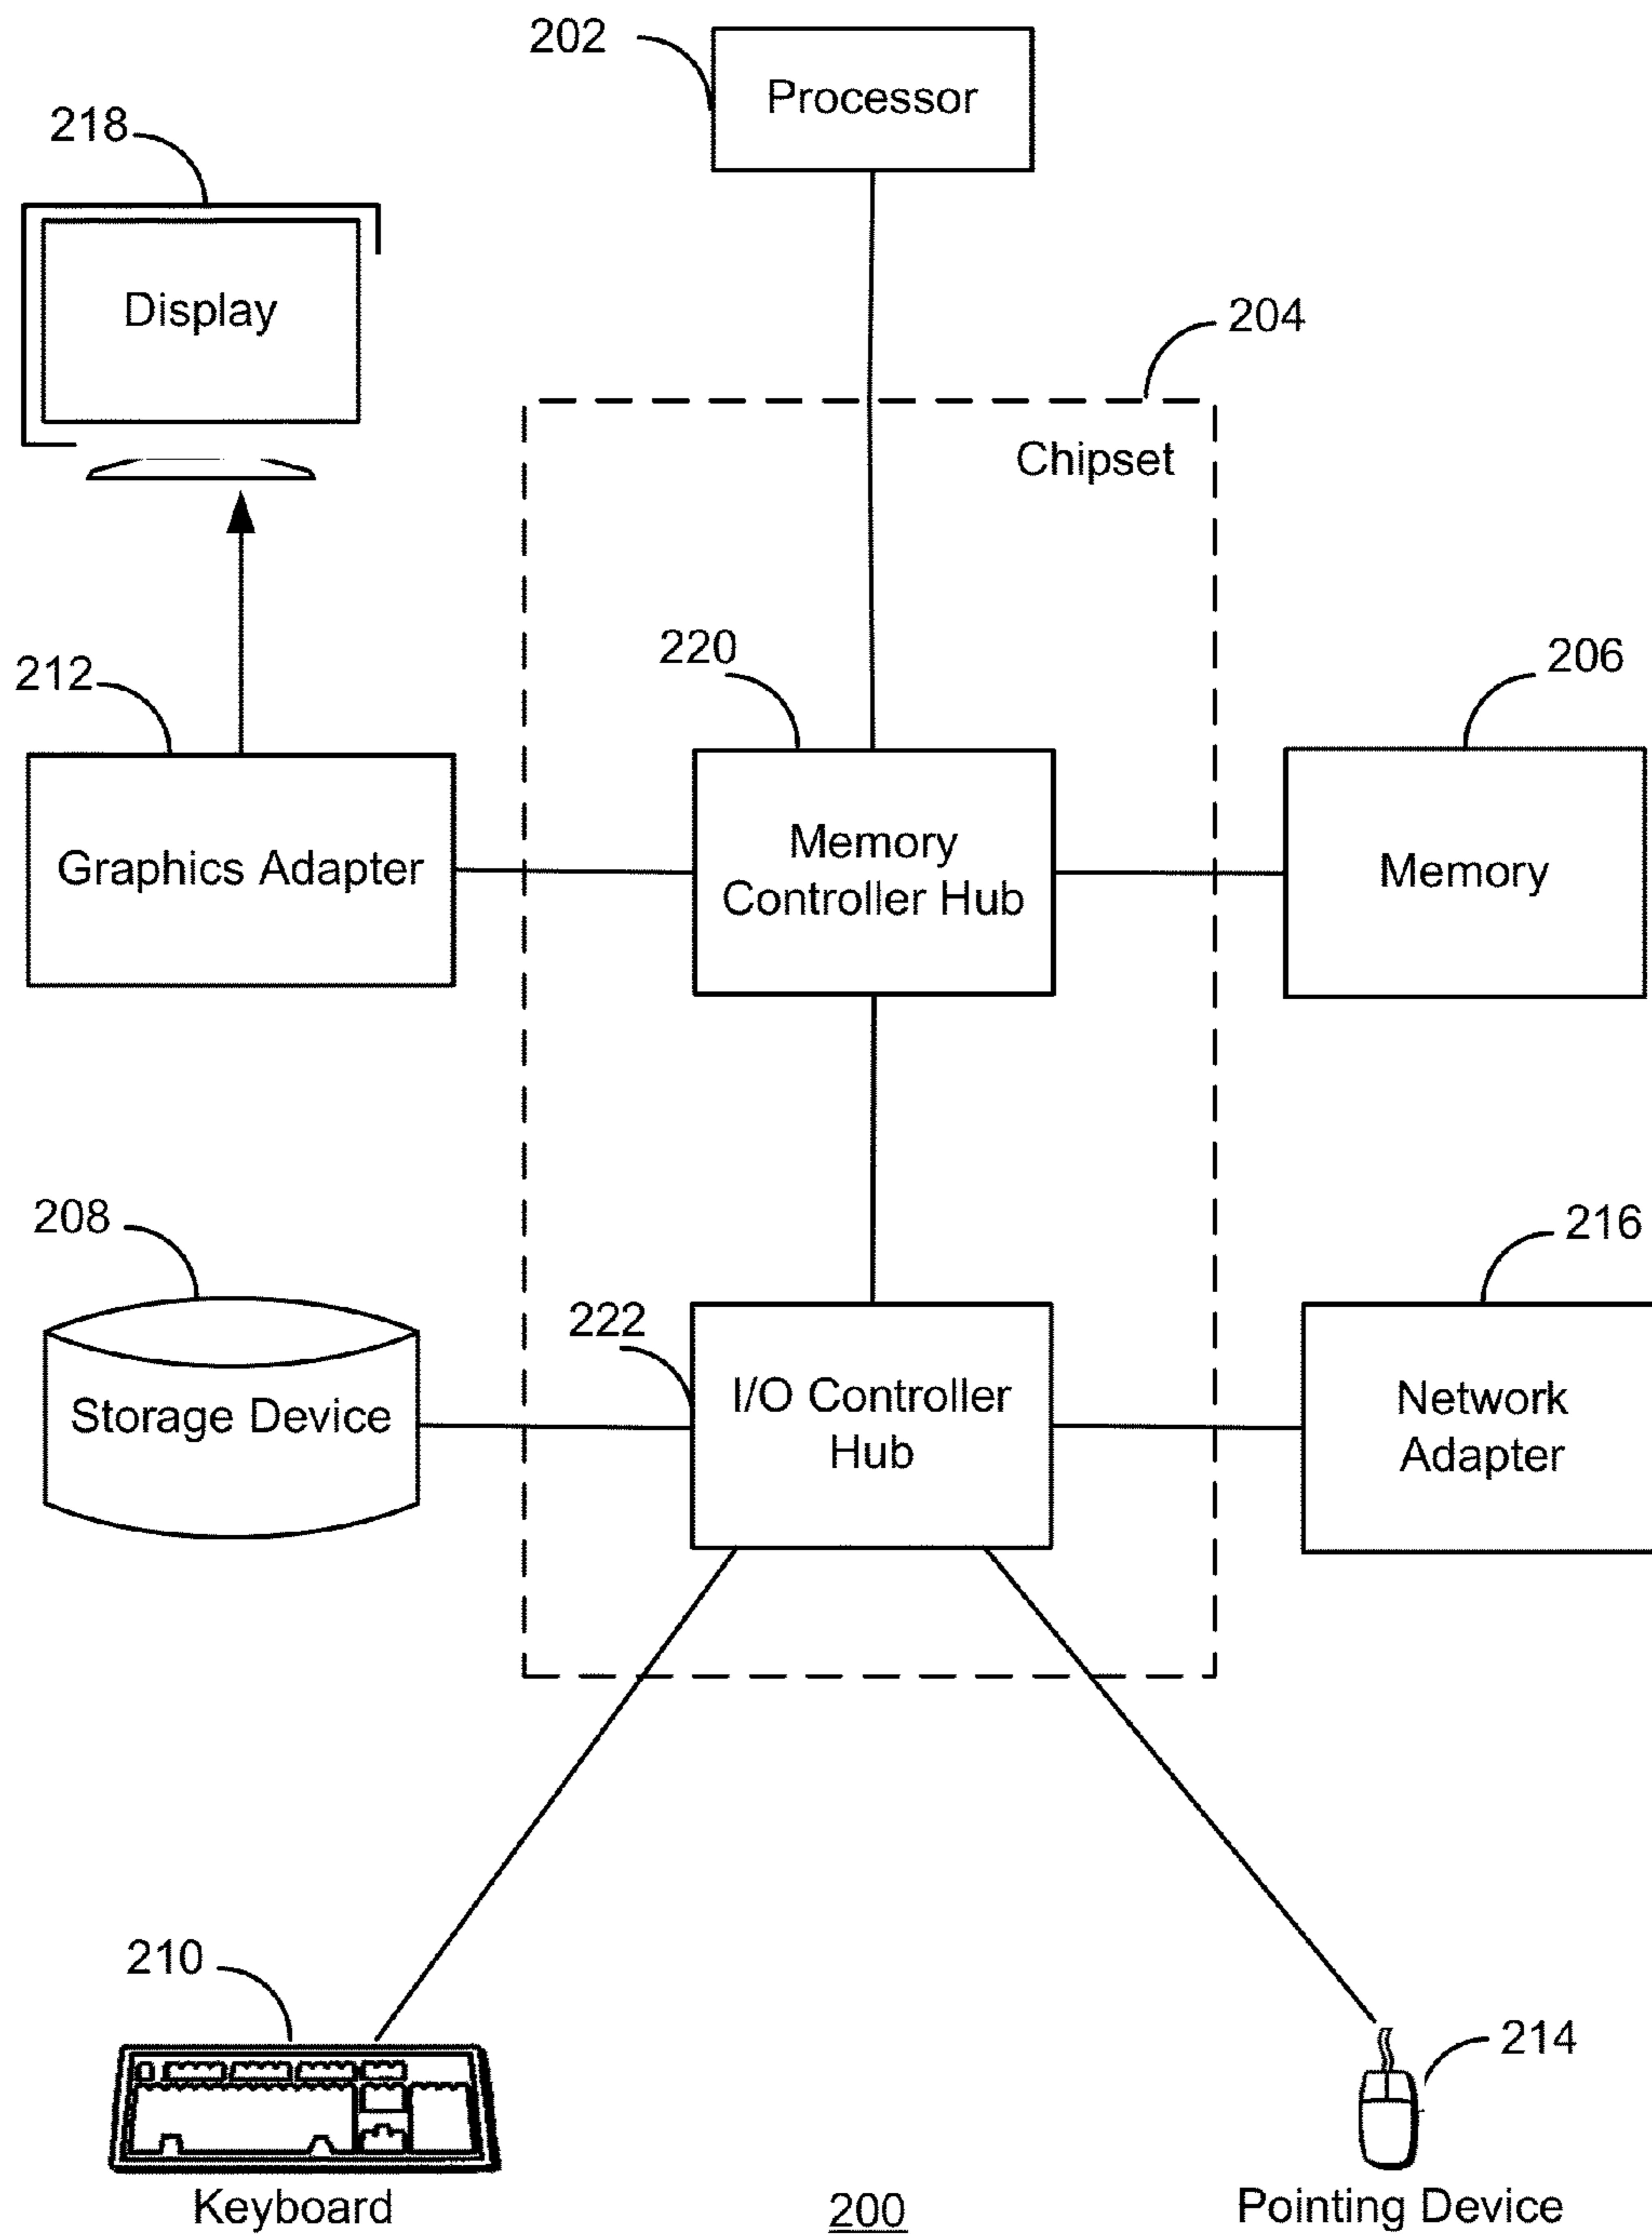 202
Processor
218
Display
204
Chipset
220
206
212
Memory
Controller Hub
Graphics Adapter
Memory
208
216
222
I/O Controller
Hub
Storage Device
Network
Adapter
210
214
Keyboard
200
Pointing Device